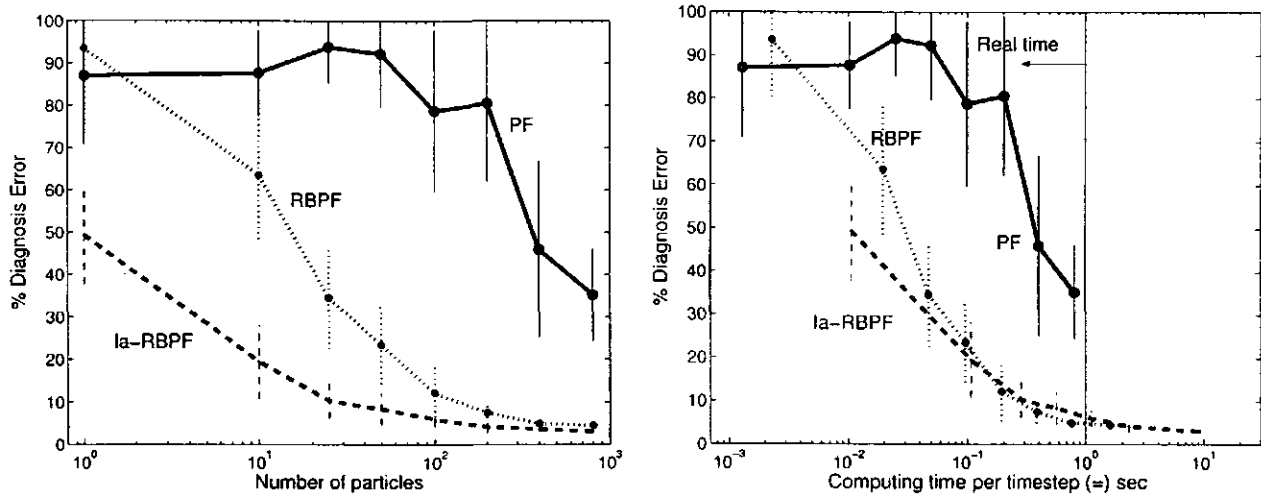 100
90
80
70
60
50
40
30
20
10
0
% Diagnosis Error
PF
RBPF
la-RBPF
10^0
10^1
10^2
10^3
Number of particles
100
90
80
70
60
50
40
30
20
10
0
% Diagnosis Error
Real time
RBPF
PF
la-RBPF
10^-3
10^-2
10^-1
10^0
10^1
Computing time per timestep (=) sec